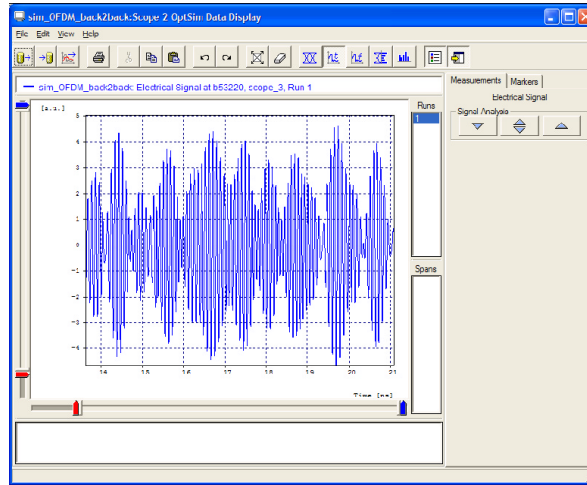 sim_OFDM_back2back:Scope 2 OptSim Data Display
File Edit View Help
sim_OFDM_back2back: Electrical Signal at b53220, scope_3, Run 1
Measurements Markers
Electrical Signal
Signal Analysis
Runs
1
Spans
[a.u.]
5
4
3
2
1
0
-1
-2
-3
-4
14 15 16 17 18 19 20 21
Time [ns]